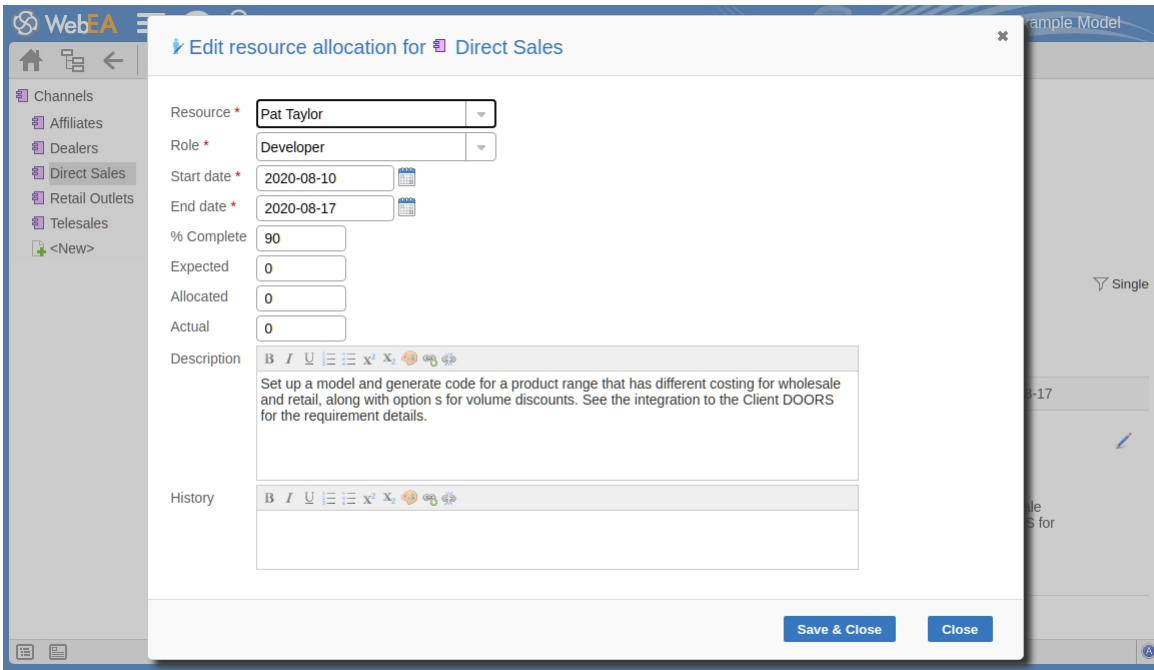 WebEA
ample Model
Edit resource allocation for Direct Sales
Channels
Affiliates
Dealers
Direct Sales
Retail Outlets
Telesales
<New>
Resource *
Pat Taylor
Role *
Developer
Start date *
2020-08-10
End date *
2020-08-17
% Complete
90
Expected
0
Allocated
0
Actual
0
Description
B I U x² X₂
Set up a model and generate code for a product range that has different costing for wholesale
and retail, along with option s for volume discounts. See the integration to the Client DOORS
for the requirement details.
History
B I U x² X₂
Single
-17
S for
Save & Close
Close